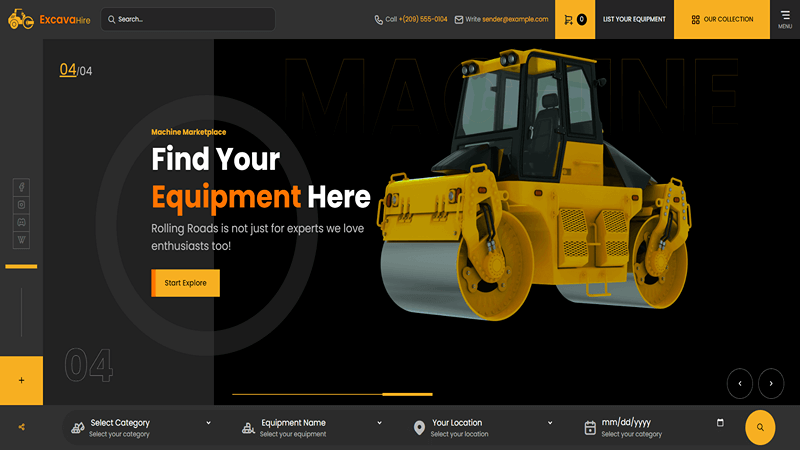 ExcavaHire
Search...
Call +(209) 555-0104
Write sender@example.com
0
LIST YOUR EQUIPMENT
OUR COLLECTION
MENU
04/04
MACHINE
Machine Marketplace
Find Your
Equipment Here
Rolling Roads is not just for experts we love
enthusiasts too!
Start Explore
04
+
Select Category
Select your category
Equipment Name
Select your equipment
Your Location
Select your location
mm/dd/yyyy
Select your category